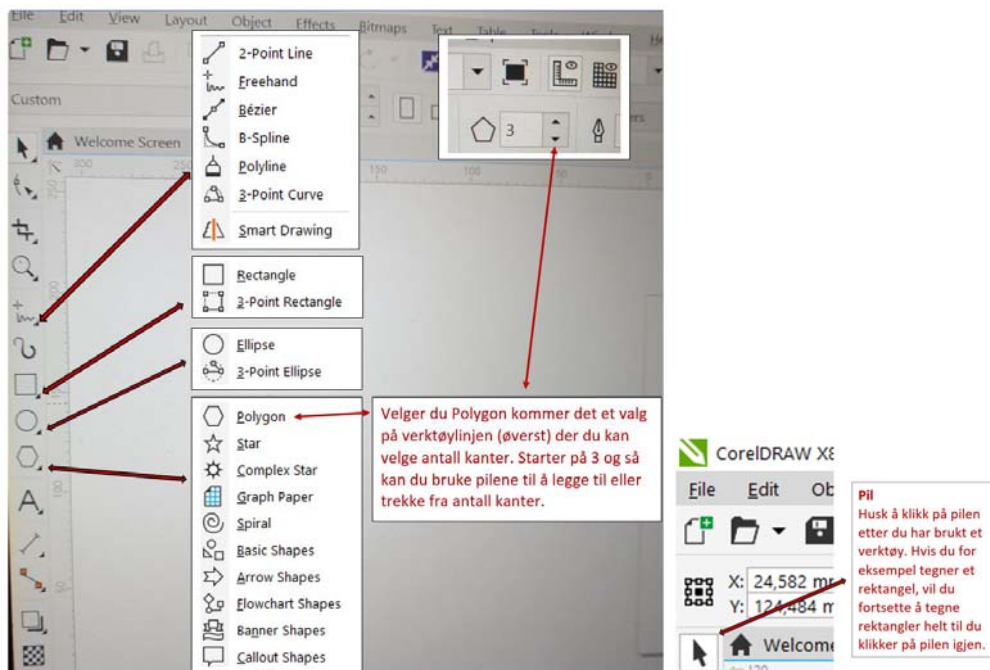 File Edit View Layout Object Effects Bitmaps Text Table Tools
Custom
Welcome Screen
300
150
100
50
0
2-Point Line
Freehand
Bézier
B-Spline
Polyline
3-Point Curve
Smart Drawing
3
Rectangle
3-Point Rectangle
Ellipse
3-Point Ellipse
Polygon
Star
Complex Star
Graph Paper
Spiral
Basic Shapes
Arrow Shapes
Flowchart Shapes
Banner Shapes
Callout Shapes
Velger du Polygon kommer det et valg
på verktøylinjen (øverst) der du kan
velge antall kanter. Starter på 3 og så
kan du bruke pilene til å legge til eller
trekke fra antall kanter.
CorelDRAW X8
File Edit Ob
X: 24,582 mm
Y: 124,484 m
Welcome
120
Pil
Husk å klikk på pilen
etter du har brukt et
verktøy. Hvis du for
eksempel tegner et
rektangel, vil du
fortsette å tegne
rektangler helt til du
klikker på pilen igjen.